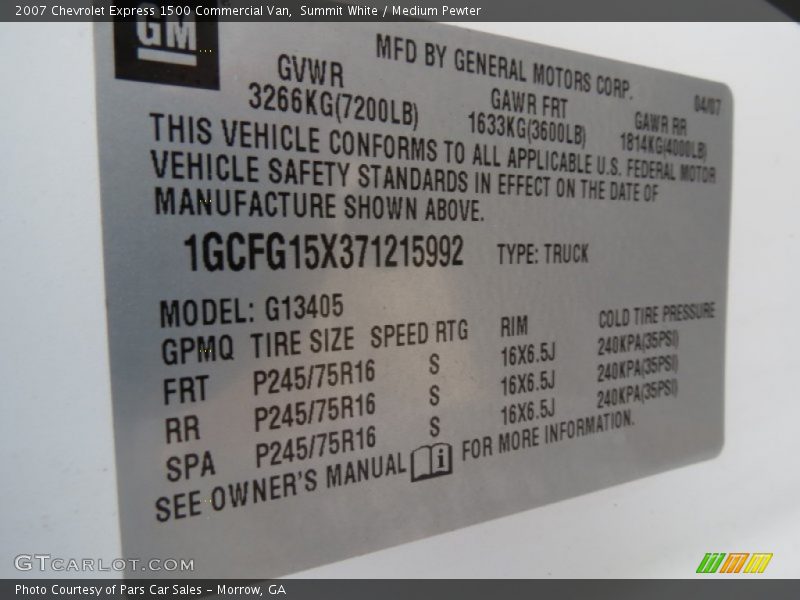 2007 Chevrolet Express 1500 Commercial Van, Summit White / Medium Pewter
GM
MFD BY GENERAL MOTORS CORP.
04/07
GVWR
3266KG(7200LB)
GAWR FRT
1633KG(3600LB)
GAWR RR
1814KG(4000LB)
THIS VEHICLE CONFORMS TO ALL APPLICABLE U.S. FEDERAL MOTOR
VEHICLE SAFETY STANDARDS IN EFFECT ON THE DATE OF
MANUFACTURE SHOWN ABOVE.
1GCFG15X371215992 TYPE: TRUCK
MODEL: G13405
GPMQ TIRE SIZE SPEED RTG RIM COLD TIRE PRESSURE
FRT P245/75R16 S 16X6.5J 240KPA(35PSI)
RR P245/75R16 S 16X6.5J 240KPA(35PSI)
SPA P245/75R16 S 16X6.5J 240KPA(35PSI)
SEE OWNER'S MANUAL i FOR MORE INFORMATION.
GTCARLOT.COM
Photo Courtesy of Pars Car Sales - Morrow, GA